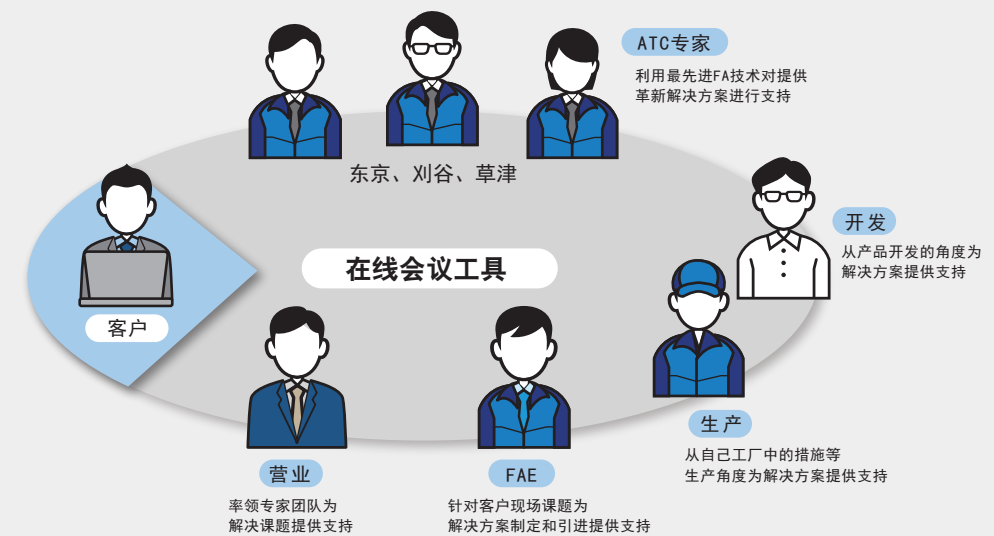 ATC专家
利用最先进FA技术对提供
革新解决方案进行支持
东京、刈谷、草津
开发
从产品开发的角度为
解决方案提供支持
在线会议工具
客户
生产
从自己工厂中的措施等
生产角度为解决方案提供支持
营业
率领专家团队为
解决课题提供支持
FAE
针对客户现场课题为
解决方案制定和引进提供支持